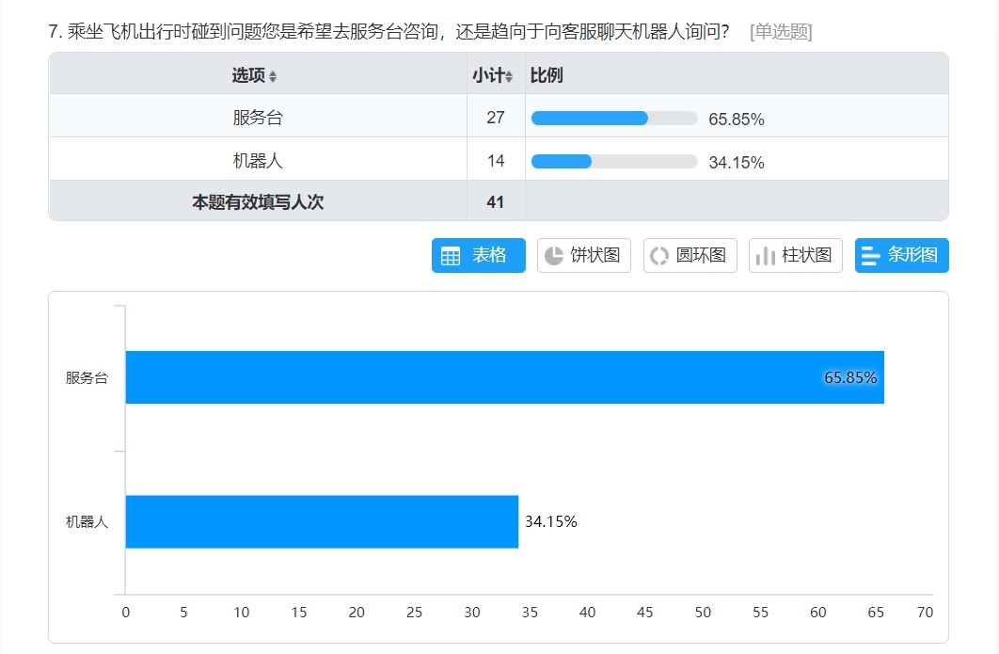 7. 乘坐飞机出行时碰到问题您是希望去服务台咨询，还是趋向于向客服聊天机器人询问？ [单选题]
选项 小计 比例
服务台 27 65.85%
机器人 14 34.15%
本题有效填写人次 41
表格 饼状图 圆环图 柱状图 条形图
服务台 65.85%
机器人 34.15%
0 5 10 15 20 25 30 35 40 45 50 55 60 65 70